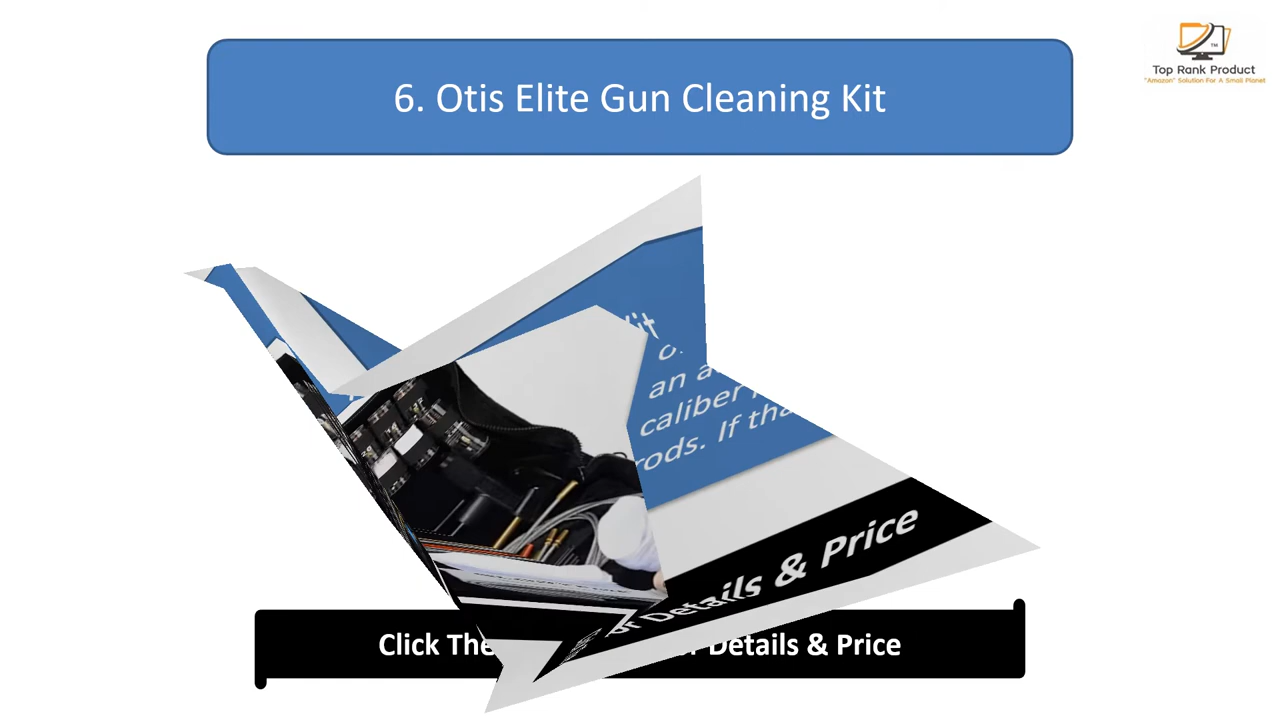 Top Rank Product
"Amazon" Solution For A Small Planet
6. Otis Elite Gun Cleaning Kit
an a
caliber
rods. If tha
or Details & Price
Click The
Details & Price